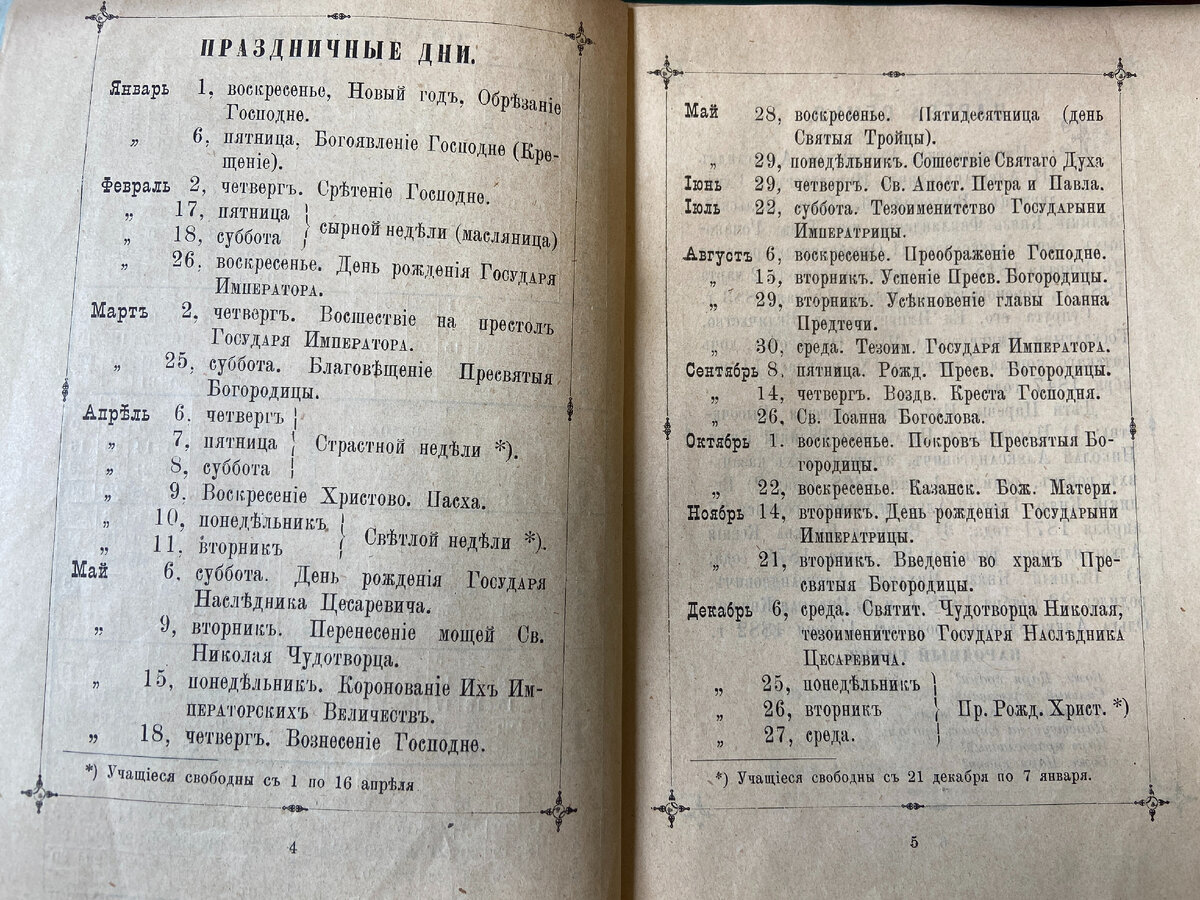 ПРАЗДНИЧНЫЕ ДНИ.
Январь 1, воскресенье, Новый годъ, Обрѣзаніе
Господне.
„ 6, пятница, Богоявленіе Господне (Кре-
щеніе).
Февраль 2, четвергъ. Срѣтеніе Господне.
„ 17, пятница
„ 18, суббота
сырной недѣли (масляница)
„ 26, воскресенье. День рожденія Государя
Императора.
Мартъ 2, четвергъ. Восшествіе на престолъ
Государя Императора.
„ 25, суббота. Благовѣщеніе Пресвятыя
Богородицы.
Апрѣль 6. четвергъ
„ 7, пятница
„ 8, суббота
Страстной недѣли *).
„ 9. Воскресеніе Христово. Пасха.
„ 10, понедѣльникъ
„ 11. вторникъ
Свѣтлой недѣли *).
Май 6, суббота. День рожденія Государя
Наслѣдника Цесаревича.
„ 9, вторникъ. Перенесеніе мощей Св.
Николая Чудотворца.
„ 15, понедѣльникъ. Коронованіе Ихъ Им-
ператорскихъ Величествъ.
„ 18, четвергъ. Вознесеніе Господне.
*) Учащіеся свободны съ 1 по 16 апрѣля
4
Май 28, воскресенье. Пятидесятница (день
Святыя Тройцы).
„ 29, понедѣльникъ. Сошествіе Святаго Духа
Іюнь 29, четвергъ. Св. Апост. Петра и Павла.
Іюль 22, суббота. Тезоименитство Государыни
Императрицы.
Августъ 6, воскресенье. Преображеніе Господне.
„ 15, вторникъ. Успеніе Пресв. Богородицы.
„ 29, вторникъ. Усѣкновеніе главы Іоанна
Предтечи.
„ 30, среда. Тезоим. Государя Императора.
Сентябрь 8, пятница. Рожд. Пресв. Богородицы.
„ 14, четвергъ. Воздв. Креста Господня.
„ 26, Св. Іоанна Богослова.
Октябрь 1. воскресенье. Покровъ Пресвятыя Бо-
городицы.
„ 22, воскресенье. Казанск. Бож. Матери.
Ноябрь 14, вторникъ. День рожденія Государыни
Императрицы.
„ 21, вторникъ. Введеніе во храмъ Пре-
святыя Богородицы.
Декабрь 6, среда. Святит. Чудотворца Николая,
тезоименитство Государя Наслѣдника
Цесаревича.
„ 25, понедѣльникъ
„ 26, вторникъ
„ 27, среда.
Пр. Рожд. Христ. *)
*) Учащіеся свободны съ 21 декабря по 7 января.
5